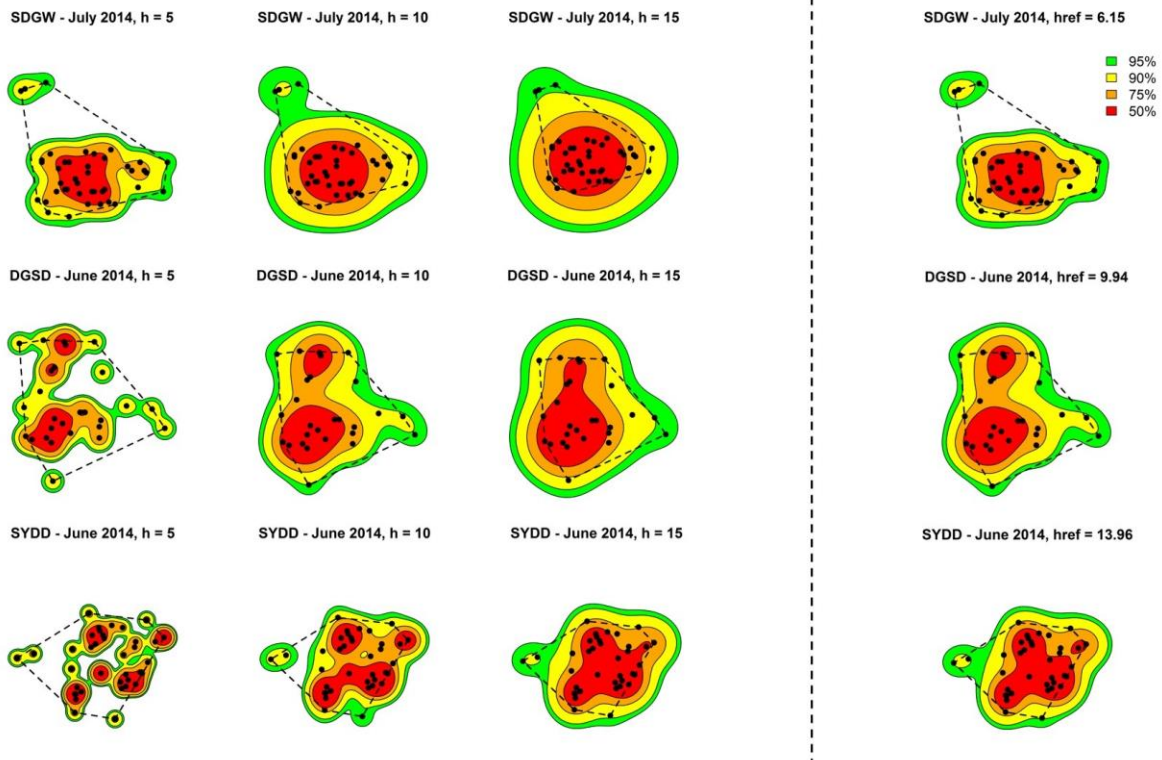 SDGW - July 2014, h = 5
SDGW - July 2014, h = 10
SDGW - July 2014, h = 15
SDGW - July 2014, href = 6.15
95%
90%
75%
50%
DGSD - June 2014, h = 5
DGSD - June 2014, h = 10
DGSD - June 2014, h = 15
DGSD - June 2014, href = 9.94
SYDD - June 2014, h = 5
SYDD - June 2014, h = 10
SYDD - June 2014, h = 15
SYDD - June 2014, href = 13.96